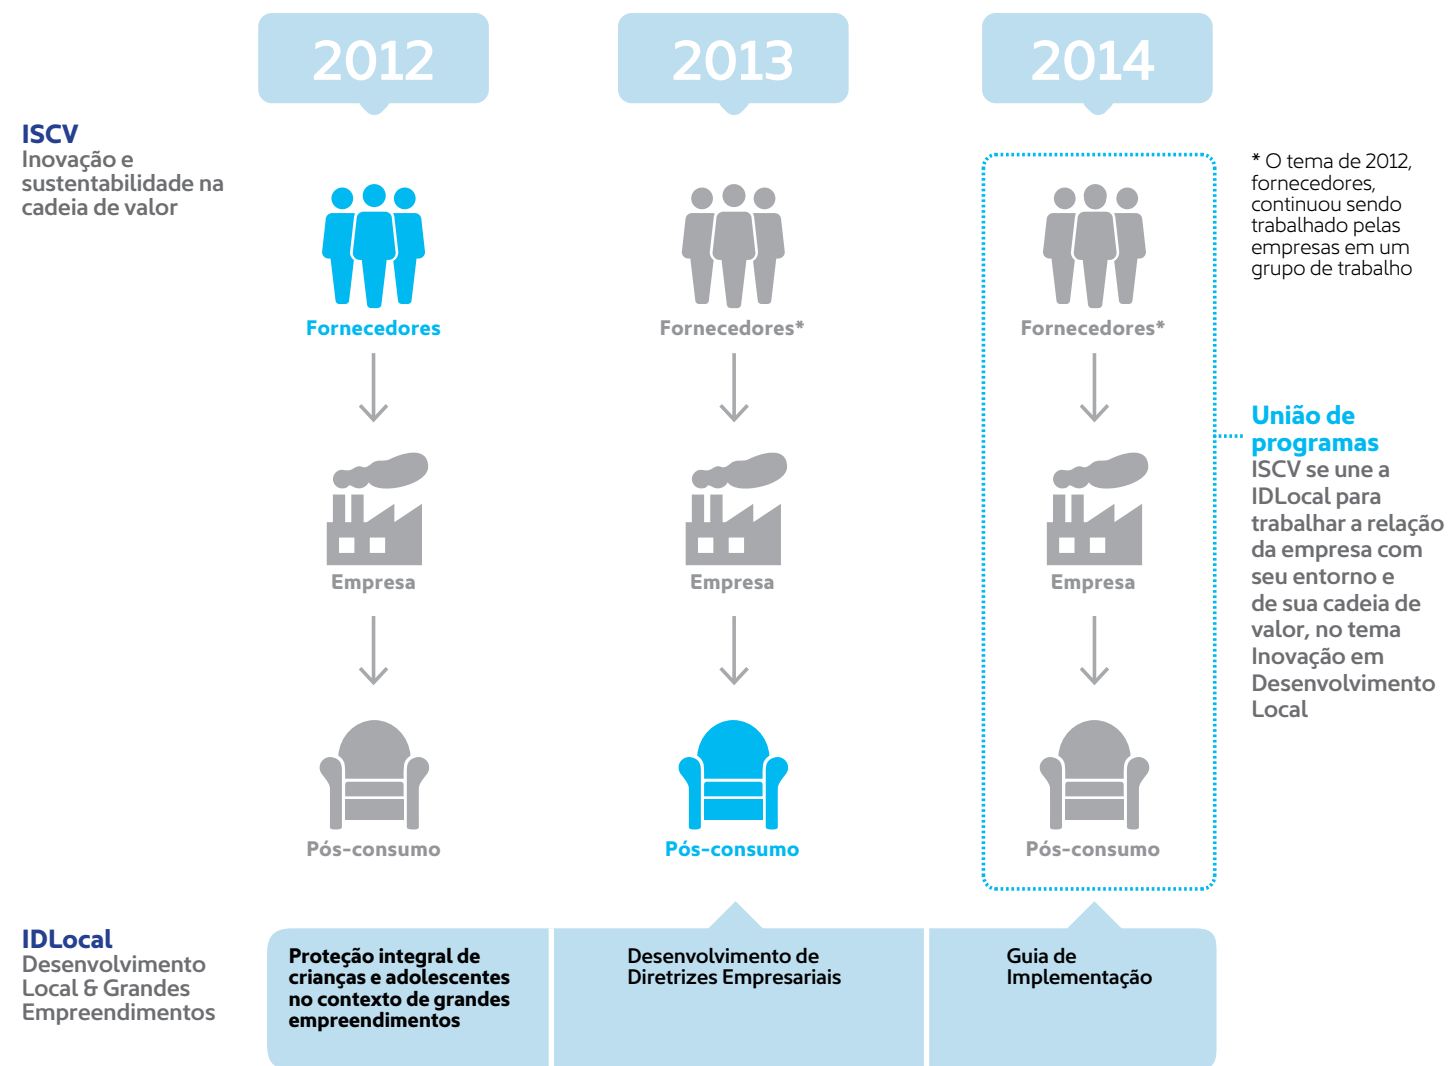 2012
2013
2014
ISCV
Inovação e
sustentabilidade na
cadeia de valor
Fornecedores
Empresa
Pós-consumo
Fornecedores*
Empresa
Pós-consumo
Fornecedores*
Empresa
Pós-consumo
* O tema de 2012,
fornecedores,
continuou sendo
trabalhado pelas
empresas em um
grupo de trabalho
União de
programas
ISCV se une a
IDLocal para
trabalhar a relação
da empresa com
seu entorno e
de sua cadeia de
valor, no tema
Inovação em
Desenvolvimento
Local
IDLocal
Desenvolvimento
Local & Grandes
Empreendimentos
Proteção integral de
crianças e adolescentes
no contexto de grandes
empreendimentos
Desenvolvimento de
Diretrizes Empresariais
Guia de
Implementação